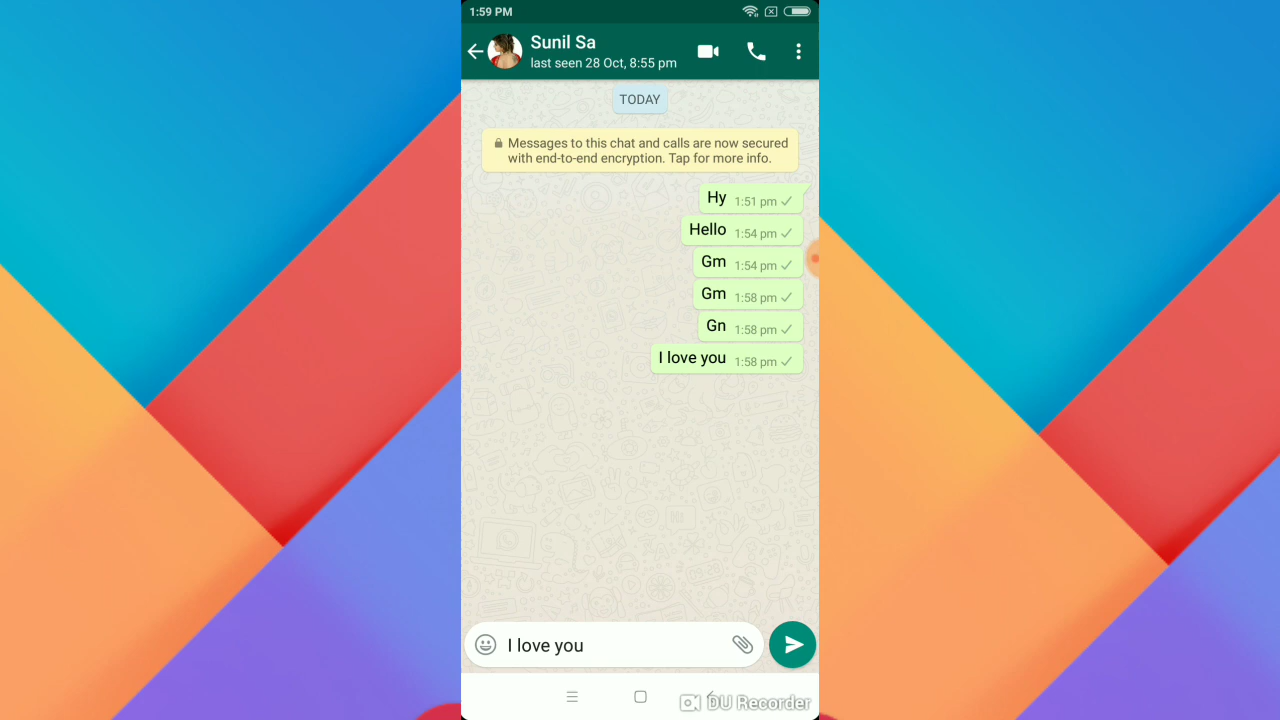 1:59 PM
Sunil Sa
last seen 28 Oct, 8:55 pm
TODAY
Messages to this chat and calls are now secured
with end-to-end encryption. Tap for more info.
Hy 1:51 pm
Hello 1:54 pm
Gm 1:54 pm
Gm 1:58 pm
Gn 1:58 pm
I love you 1:58 pm
I love you
DU Recorder